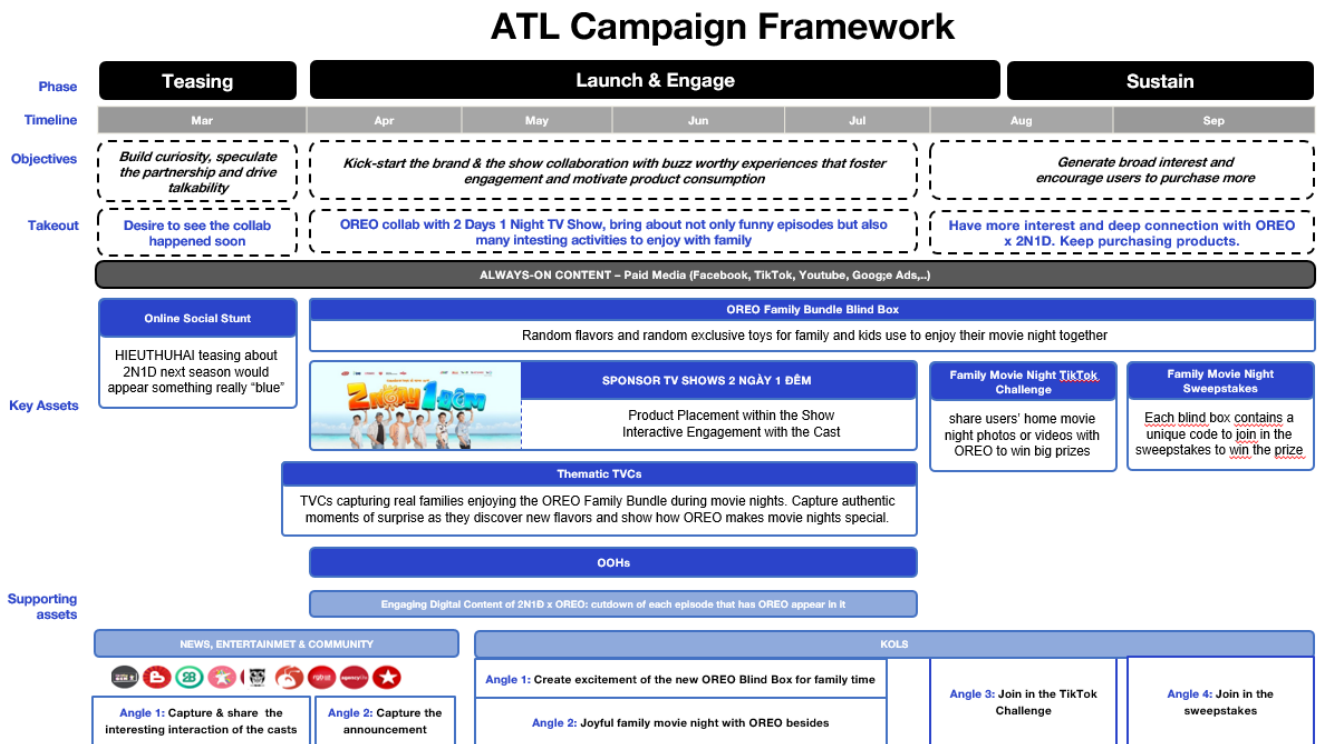 ATL Campaign Framework
Phase
Teasing
Launch & Engage
Sustain
Timeline
Mar
Apr
May
Jun
Jul
Aug
Sep
Objectives
Build curiosity, speculate
the partnership and drive
talkability
Kick-start the brand & the show collaboration with buzz worthy experiences that foster
engagement and motivate product consumption
Generate broad interest and
encourage users to purchase more
Takeout
Desire to see the collab
happened soon
OREO collab with 2 Days 1 Night TV Show, bring about not only funny episodes but also
many intesting activities to enjoy with family
Have more interest and deep connection with OREO
x 2N1D. Keep purchasing products.
ALWAYS-ON CONTENT – Paid Media (Facebook, TikTok, Youtube, Goog;e Ads,..)
Key Assets
Online Social Stunt
HIEUTHUHAI teasing about
2N1D next season would
appear something really “blue”
OREO Family Bundle Blind Box
Random flavors and random exclusive toys for family and kids use to enjoy their movie night together
2 NGÀY 1 ĐÊM
SPONSOR TV SHOWS 2 NGÀY 1 ĐÊM
Product Placement within the Show
Interactive Engagement with the Cast
Family Movie Night TikTok
Challenge
share users’ home movie
night photos or videos with
OREO to win big prizes
Family Movie Night
Sweepstakes
Each blind box contains a
unique code to join in the
sweepstakes to win the prize
Thematic TVCs
TVCs capturing real families enjoying the OREO Family Bundle during movie nights. Capture authentic
moments of surprise as they discover new flavors and show how OREO makes movie nights special.
OOHs
Supporting
assets
Engaging Digital Content of 2N1Đ x OREO: cutdown of each episode that has OREO appear in it
NEWS, ENTERTAINMET & COMMUNITY
Angle 1: Capture & share the
interesting interaction of the casts
Angle 2: Capture the
announcement
KOLS
Angle 1: Create excitement of the new OREO Blind Box for family time
Angle 2: Joyful family movie night with OREO besides
Angle 3: Join in the TikTok
Challenge
Angle 4: Join in the
sweepstakes